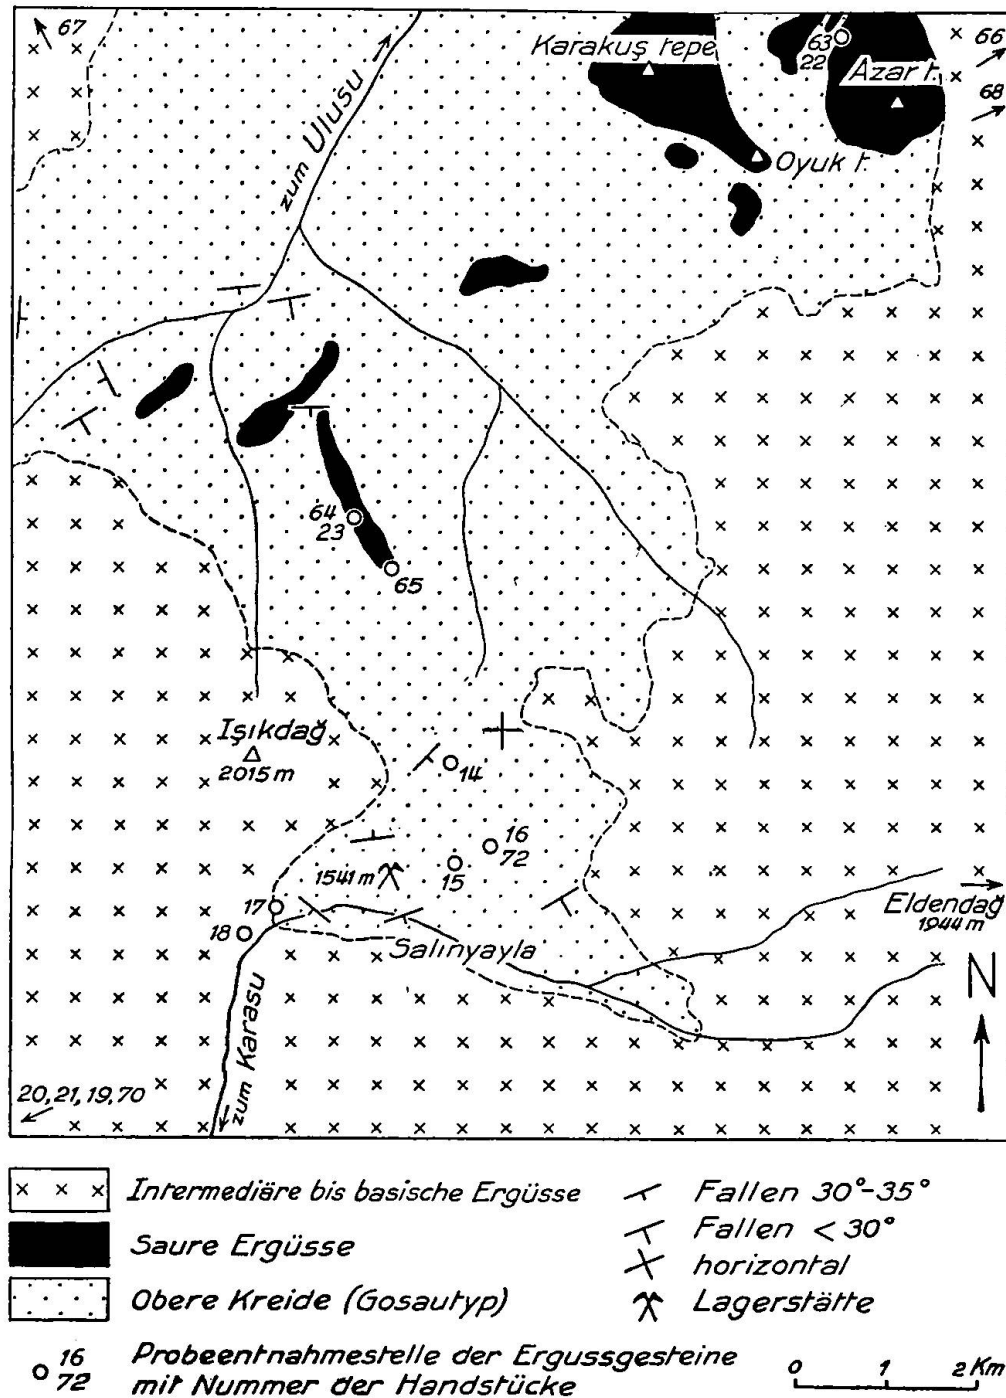 67
zum Ulusu
Karakuş tepe
63
22
Azar t.
66
68
Oyuk t.
64
23
65
Işıkdağ
2015 m
14
16
72
15
1541 m
17
18
Salınyayla
Eldendağ
1944 m
N
zum Karasu
20, 21, 19, 70
Intermediäre bis basische Ergüsse
Saure Ergüsse
Obere Kreide (Gosautyp)
16
72
Probeentnahmestelle der Ergussgesteine
mit Nummer der Handstücke
Fallen 30°-35°
Fallen < 30°
horizontal
Lagerstätte
0 1 2 Km